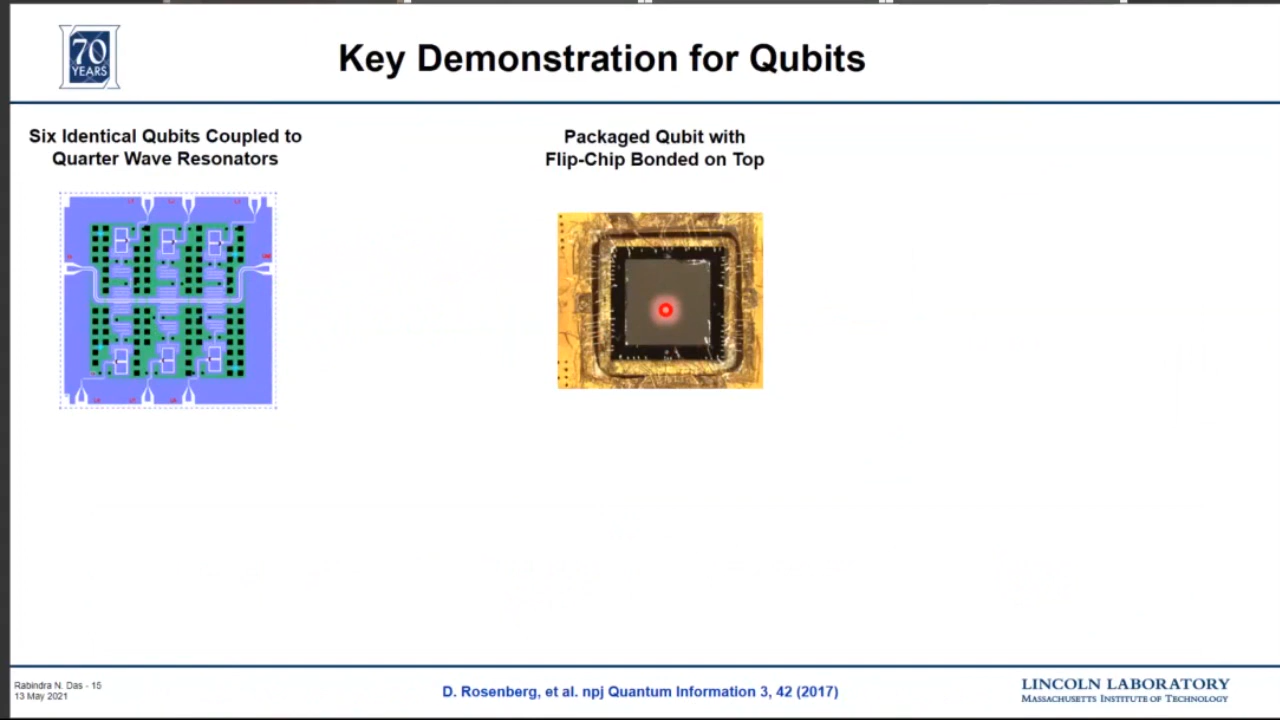 70
YEARS
Key Demonstration for Qubits
Six Identical Qubits Coupled to
Quarter Wave Resonators
Packaged Qubit with
Flip-Chip Bonded on Top
Rabindra N. Das - 15
13 May 2021
D. Rosenberg, et al. npj Quantum Information 3, 42 (2017)
LINCOLN LABORATORY
MASSACHUSETTS INSTITUTE OF TECHNOLOGY